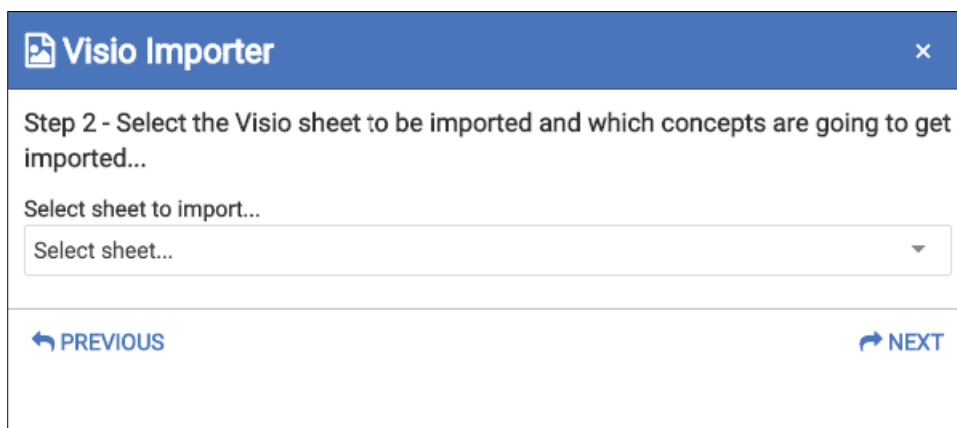 Visio Importer
×
Step 2 - Select the Visio sheet to be imported and which concepts are going to get
imported...
Select sheet to import...
Select sheet...
PREVIOUS
NEXT